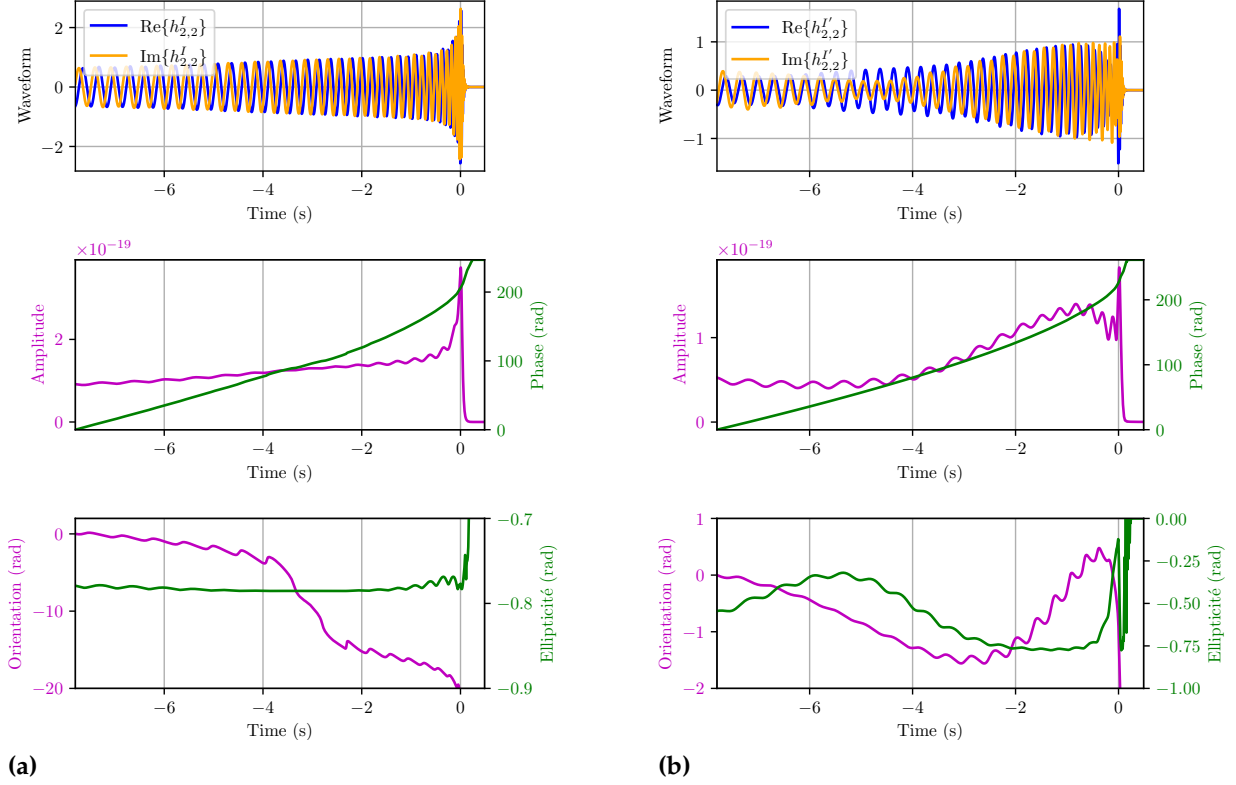 Waveform
2
0
−2
Re{h^I_{2,2}}
Im{h^I_{2,2}}
−6 −4 −2 0
Time (s)
×10^{−19}
Amplitude
2
0
Phase (rad)
200
100
0
−6 −4 −2 0
Time (s)
Orientation (rad)
0
−10
−20
Ellipticité (rad)
−0.7
−0.8
−0.9
−6 −4 −2 0
Time (s)
(a)
Waveform
1
0
−1
Re{h^{I′}_{2,2}}
Im{h^{I′}_{2,2}}
−6 −4 −2 0
Time (s)
×10^{−19}
Amplitude
1
0
Phase (rad)
200
100
0
−6 −4 −2 0
Time (s)
Orientation (rad)
1
0
−1
−2
Ellipticité (rad)
0.00
−0.25
−0.50
−0.75
−1.00
−6 −4 −2 0
Time (s)
(b)